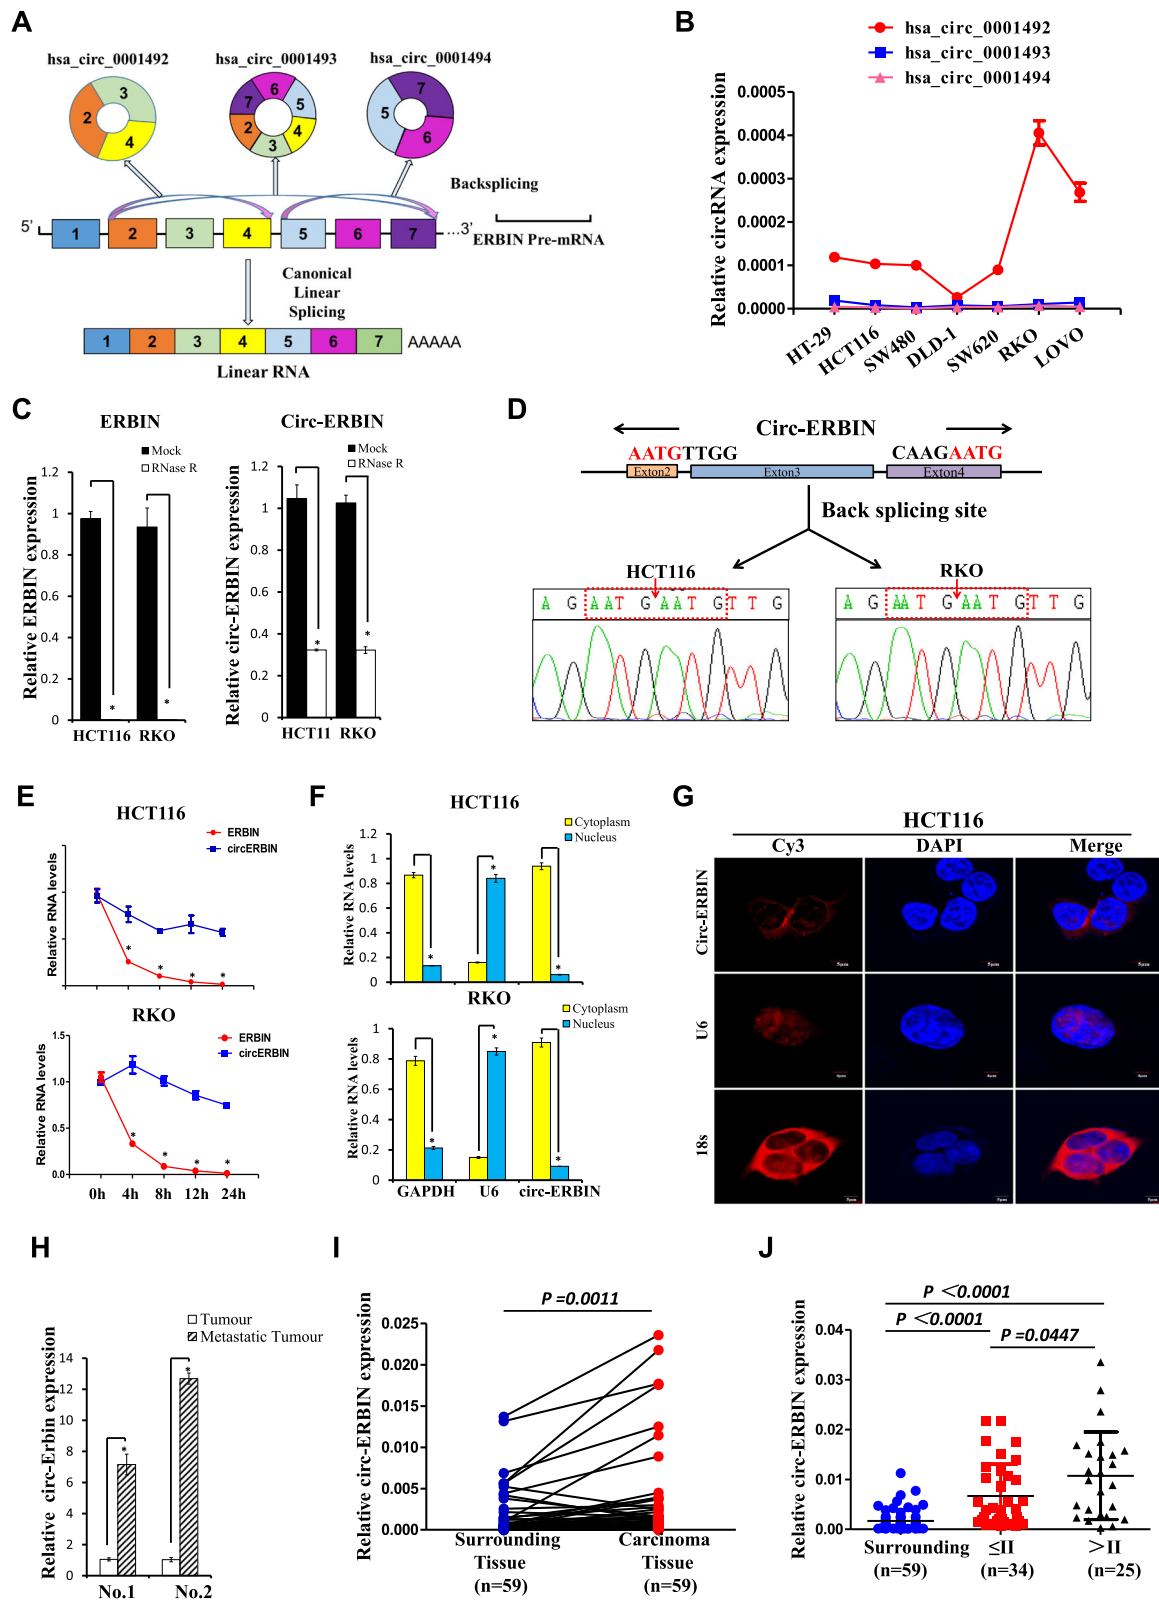 A
hsa_circ_0001492
hsa_circ_0001493
hsa_circ_0001494
3
2
4
6
7
5
2
4
3
7
5
6
Backsplicing
5'
1
2
3
4
5
6
7
...3'
ERBIN Pre-mRNA
Canonical
Linear
Splicing
1
2
3
4
5
6
7
AAAAA
Linear RNA
B
hsa_circ_0001492
hsa_circ_0001493
hsa_circ_0001494
Relative circRNA expression
0.0005
0.0004
0.0003
0.0002
0.0001
0.0000
HT-29
HCT116
SW480
DLD-1
SW620
RKO
LOVO
C
ERBIN
Mock
RNase R
Relative ERBIN expression
1.2
1
0.8
0.6
0.4
0.2
0
*
*
HCT116 RKO
Circ-ERBIN
Mock
RNase R
Relative circ-ERBIN expression
1.2
1
0.8
0.6
0.4
0.2
0
*
*
HCT11 RKO
D
Circ-ERBIN
AATGTTGG
CAAGAATG
Exton2
Exton3
Exton4
Back splicing site
HCT116
A G AAT GAAT GTT G
RKO
A G AAT GAAT GTT G
E
HCT116
ERBIN
circERBIN
Relative RNA levels
* * * *
RKO
ERBIN
circERBIN
Relative RNA levels
1.5
1.0
0.5
0.0
* * * *
0h 4h 8h 12h 24h
F
HCT116
Cytoplasm
Nucleus
Relative RNA levels
1.2
1
0.8
0.6
0.4
0.2
0
* * *
RKO
Cytoplasm
Nucleus
Relative RNA levels
1
0.8
0.6
0.4
0.2
0
* * *
GAPDH U6 circ-ERBIN
G
HCT116
Cy3 DAPI Merge
Circ-ERBIN
U6
18s
H
Tumour
Metastatic Tumour
Relative circ-Erbin expression
14
12
10
8
6
4
2
0
*
*
No.1 No.2
I
P =0.0011
Relative circ-ERBIN expression
0.025
0.020
0.015
0.010
0.005
0.000
Surrounding
Tissue
(n=59)
Carcinoma
Tissue
(n=59)
J
P <0.0001
P <0.0001
P =0.0447
Relative circ-ERBIN expression
0.04
0.03
0.02
0.01
0.00
Surrounding
(n=59)
≤II
(n=34)
>II
(n=25)